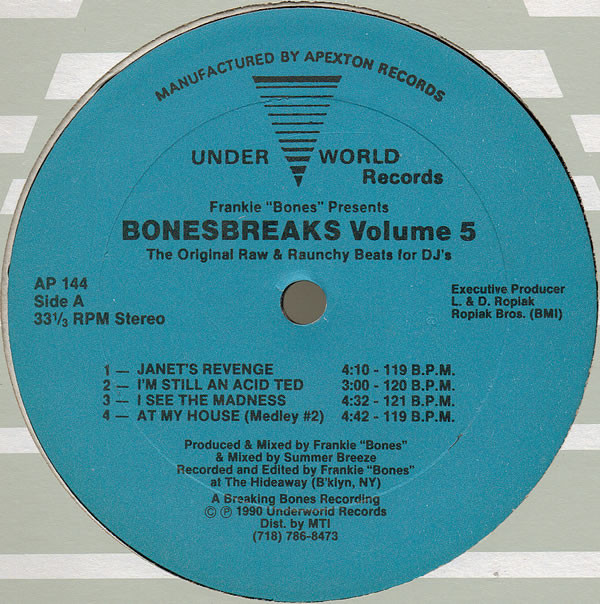 MANUFACTURED BY APEXTON RECORDS
UNDER WORLD
Records
Frankie "Bones" Presents
BONESBREAKS Volume 5
The Original Raw & Raunchy Beats for DJ's
AP 144
Side A
33⅓ RPM Stereo
Executive Producer
L. & D. Ropiak
Ropiak Bros. (BMI)
1 — JANET'S REVENGE 4:10 - 119 B.P.M.
2 — I'M STILL AN ACID TED 3:00 - 120 B.P.M.
3 — I SEE THE MADNESS 4:32 - 121 B.P.M.
4 — AT MY HOUSE (Medley #2) 4:42 - 119 B.P.M.
Produced & Mixed by Frankie "Bones"
& Mixed by Summer Breeze
Recorded and Edited by Frankie "Bones"
at The Hideaway (B'klyn, NY)
A Breaking Bones Recording
© ℗ 1990 Underworld Records
Dist. by MTI
(718) 786-8473